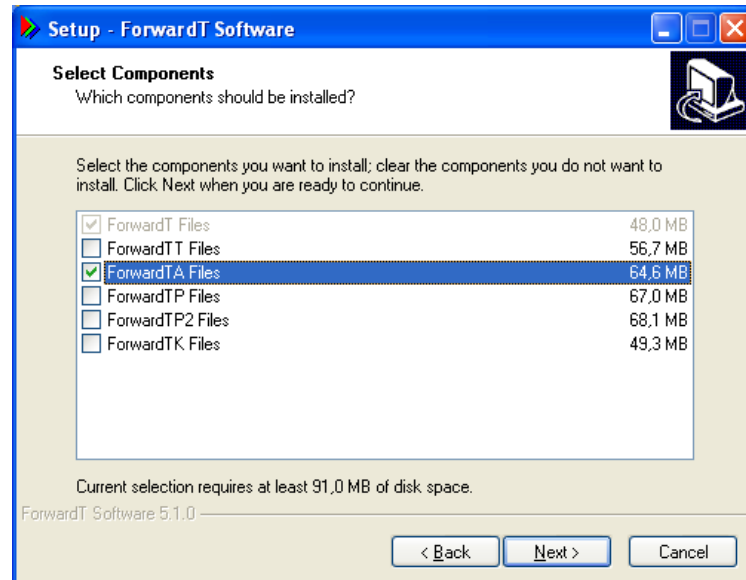 Setup - ForwardT Software
Select Components
Which components should be installed?
Select the components you want to install; clear the components you do not want to
install. Click Next when you are ready to continue.
ForwardT Files 48,0 MB
ForwardTT Files 56,7 MB
ForwardTA Files 64,6 MB
ForwardTP Files 67,0 MB
ForwardTP2 Files 68,1 MB
ForwardTK Files 49,3 MB
Current selection requires at least 91,0 MB of disk space.
ForwardT Software 5.1.0
< Back Next > Cancel